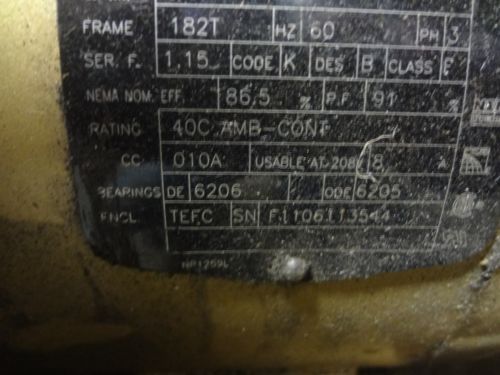 FRAME 182T HZ 60 PH 3
SER. F. 1.15 CODE K DES B CLASS F
NEMA NOM. EFF. 86.5 % P.F. 91 %
RATING 40C AMB-CONT
CC 010A USABLE AT 208V 8 A
BEARINGS DE 6206 ODE 6205
ENCL TEFC SN F1106113544
NP1259L